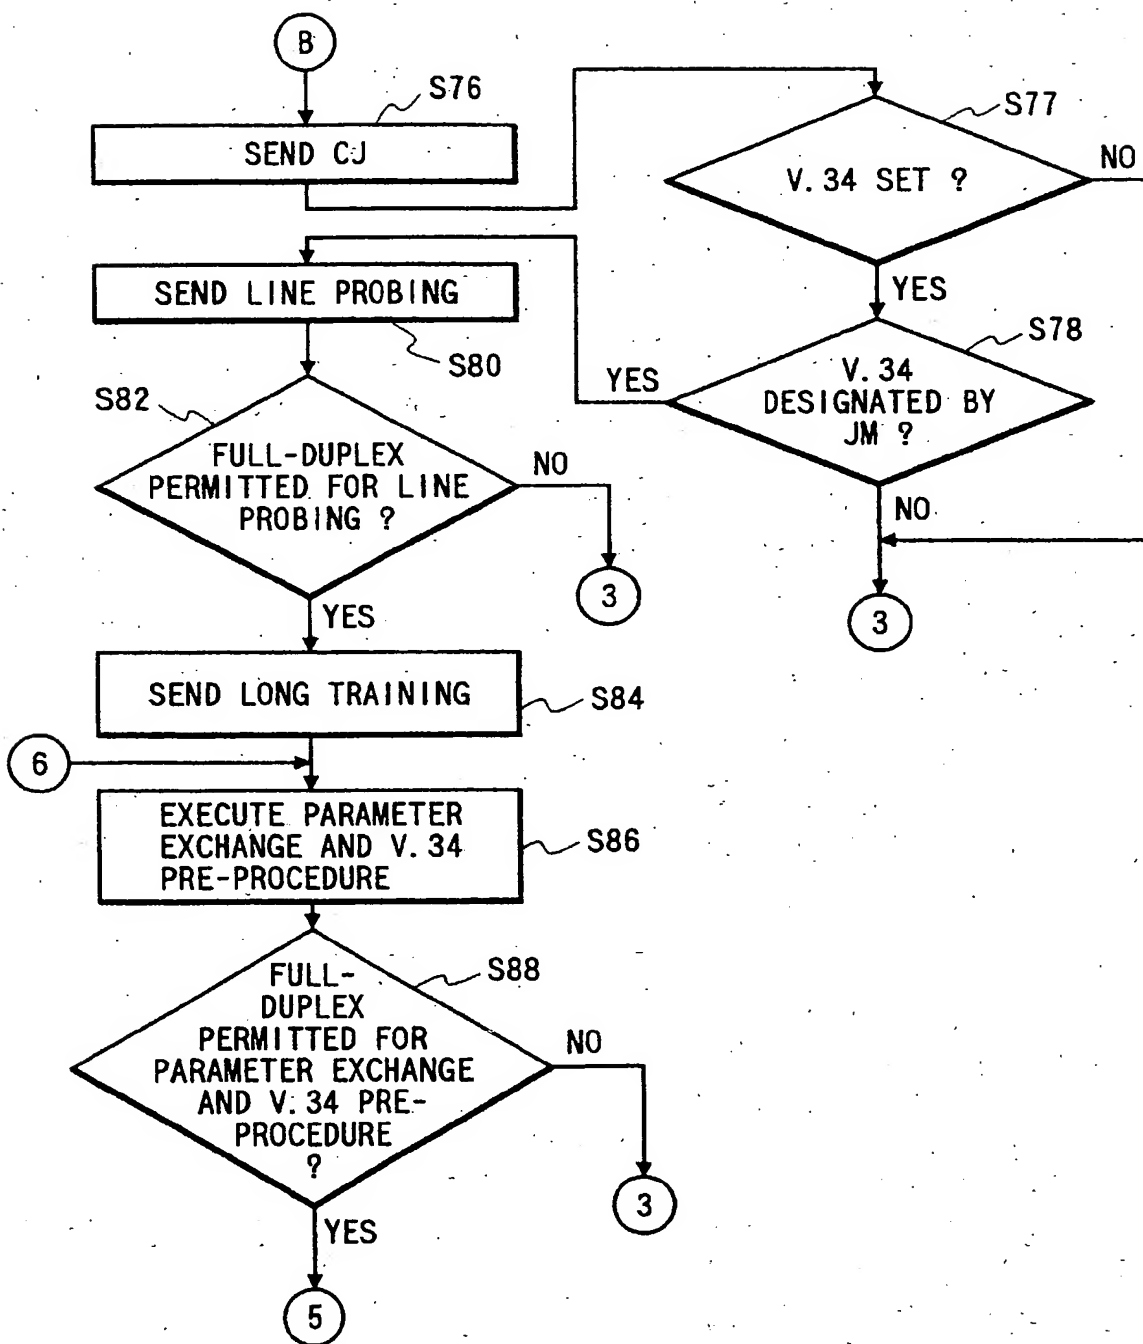 B
S76
SEND CJ
S77
V.34 SET ?
NO
YES
S78
V.34
DESIGNATED BY
JM ?
YES
NO
3
SEND LINE PROBING
S80
S82
FULL-DUPLEX
PERMITTED FOR LINE
PROBING ?
NO
3
YES
SEND LONG TRAINING
S84
6
EXECUTE PARAMETER
EXCHANGE AND V.34
PRE-PROCEDURE
S86
S88
FULL-
DUPLEX
PERMITTED FOR
PARAMETER EXCHANGE
AND V.34 PRE-
PROCEDURE
?
NO
3
YES
5